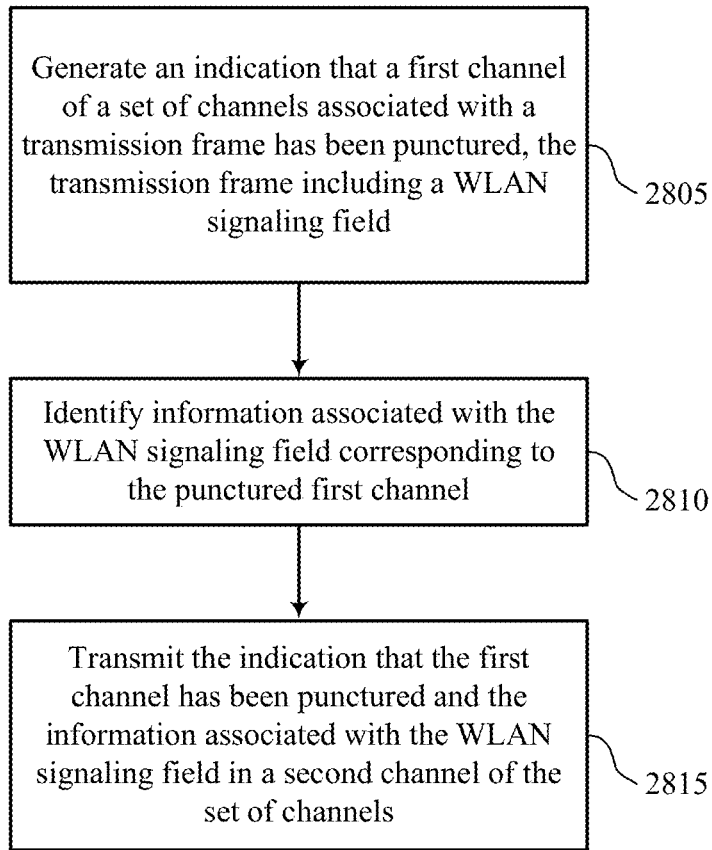 Generate an indication that a first channel
of a set of channels associated with a
transmission frame has been punctured, the
transmission frame including a WLAN
signaling field
2805
Identify information associated with the
WLAN signaling field corresponding to
the punctured first channel
2810
Transmit the indication that the first
channel has been punctured and the
information associated with the WLAN
signaling field in a second channel of the
set of channels
2815